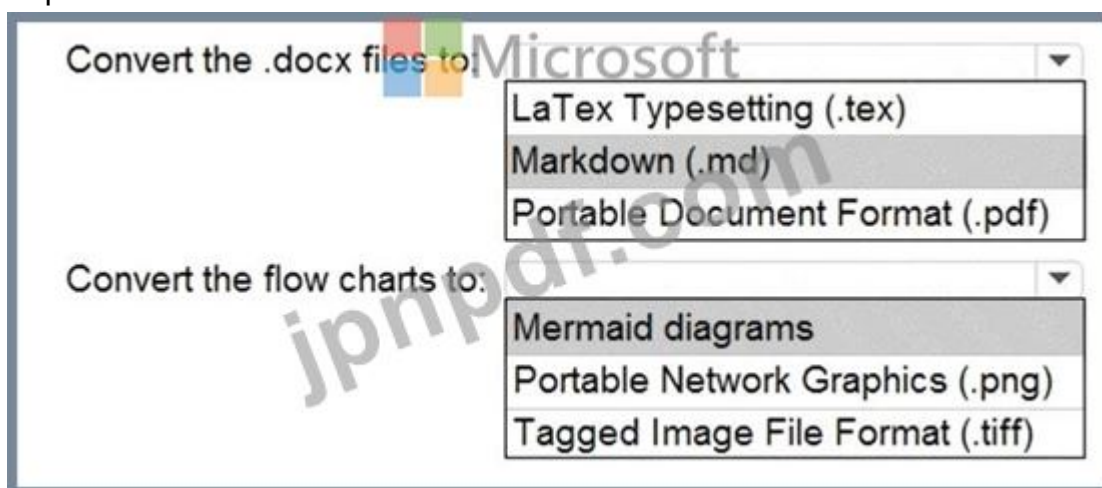 Convert the .docx files to:
Microsoft
LaTex Typesetting (.tex)
Markdown (.md)
Portable Document Format (.pdf)
Convert the flow charts to:
Mermaid diagrams
Portable Network Graphics (.png)
Tagged Image File Format (.tiff)
jpnpdf.com